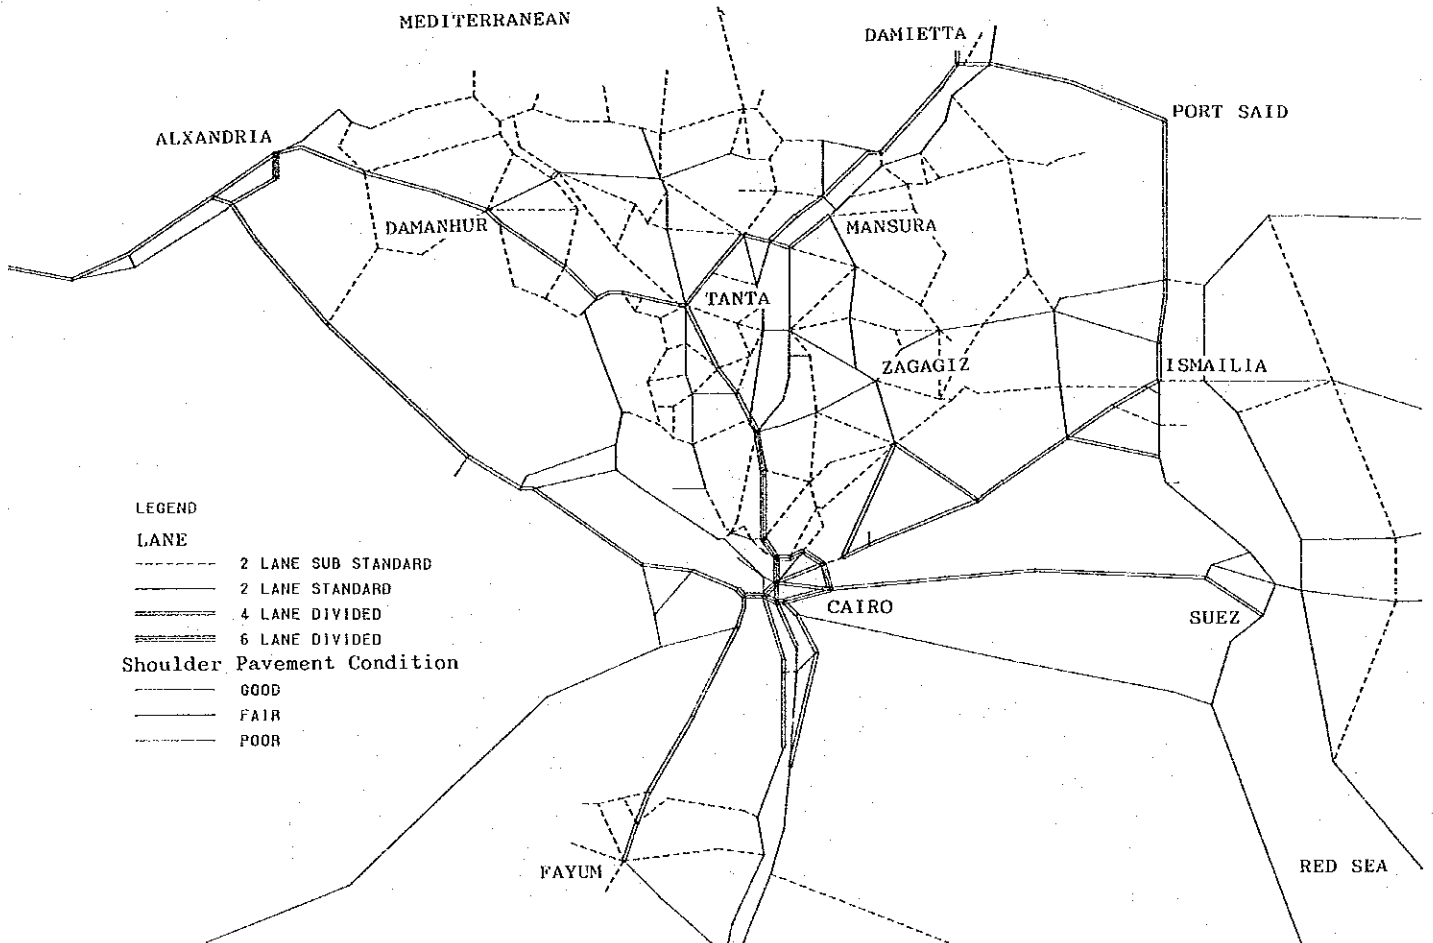 MEDITERRANEAN
DAMIETTA
PORT SAID
ALXANDRIA
DAMANHUR
MANSURA
TANTA
ZAGAGIZ
ISMAILIA
LEGEND
LANE
2 LANE SUB STANDARD
2 LANE STANDARD
4 LANE DIVIDED
6 LANE DIVIDED
Shoulder Pavement Condition
GOOD
FAIR
POOR
CAIRO
SUEZ
FAYUM
RED SEA